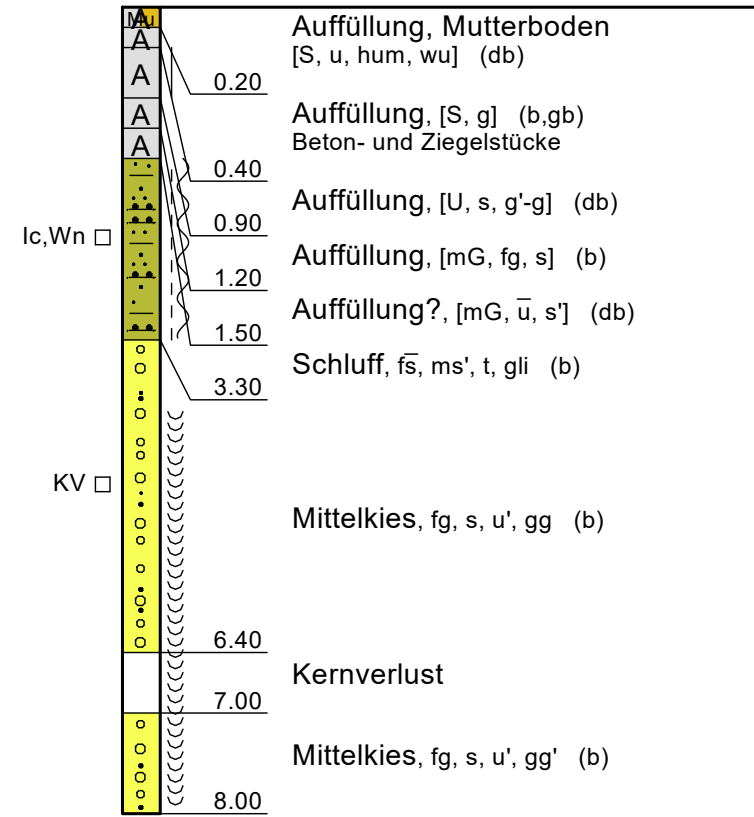 Mu
A
A
A
A
A
Auffüllung, Mutterboden
[S, u, hum, wu] (db)
0.20
Auffüllung, [S, g] (b,gb)
Beton- und Ziegelstücke
0.40
Auffüllung, [U, s, g'-g] (db)
0.90
Ic,Wn
Auffüllung, [mG, fg, s] (b)
1.20
Auffüllung?, [mG, u̅, s'] (db)
1.50
Schluff, fs̅, ms', t, gli (b)
3.30
KV
Mittelkies, fg, s, u', gg (b)
6.40
Kernverlust
7.00
Mittelkies, fg, s, u', gg' (b)
8.00